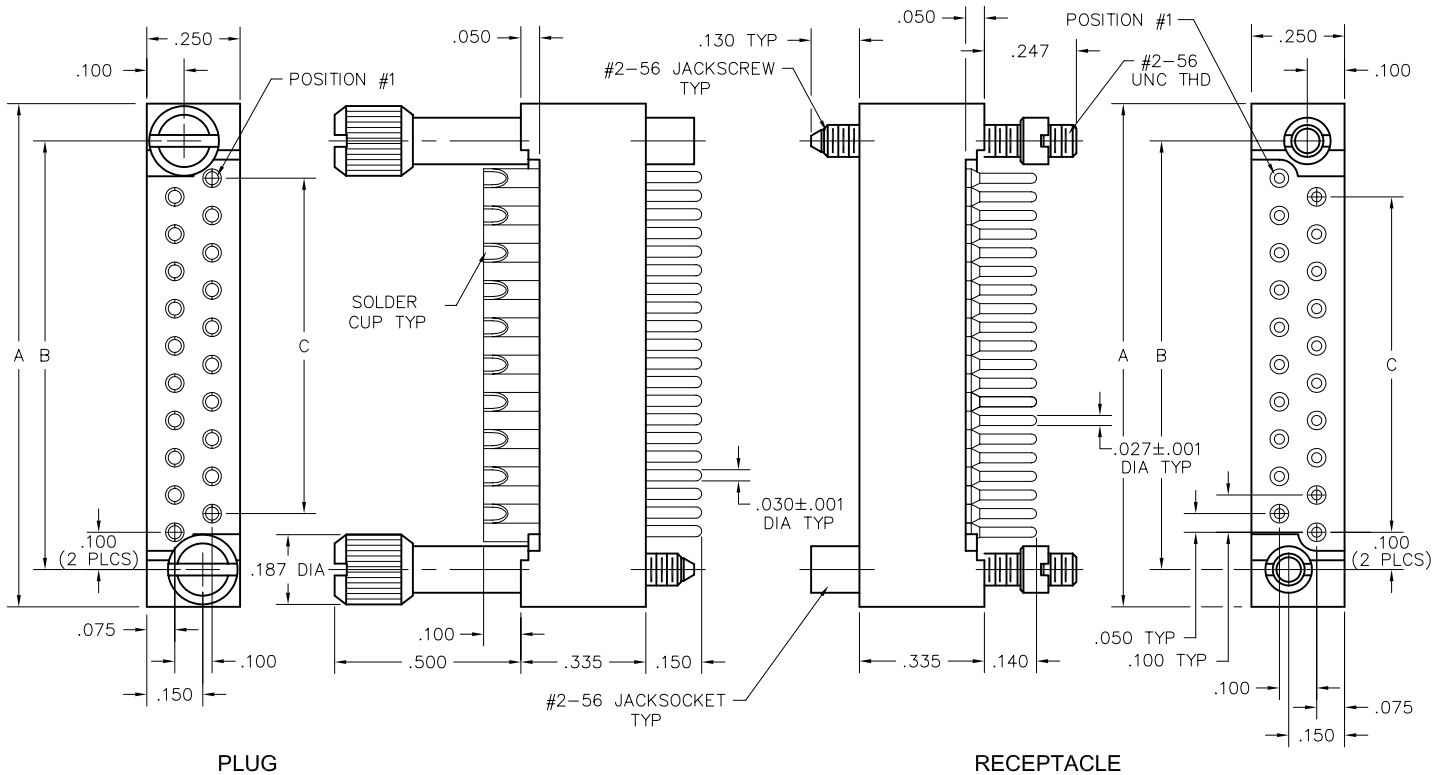 .250
.100
POSITION #1
A
B
C
.100
(2 PLCS)
.075
.100
.150
.050
SOLDER
CUP TYP
.187 DIA
.100
.500
.335
.150
.030±.001
DIA TYP
#2-56 JACKSOCKET
TYP
.130 TYP
#2-56 JACKSCREW
TYP
.050
.247
#2-56
UNC THD
.027±.001
DIA TYP
.335
.140
POSITION #1
.250
.100
A
B
C
.100
(2 PLCS)
.050 TYP
.100 TYP
.100
.075
.150
PLUG
RECEPTACLE